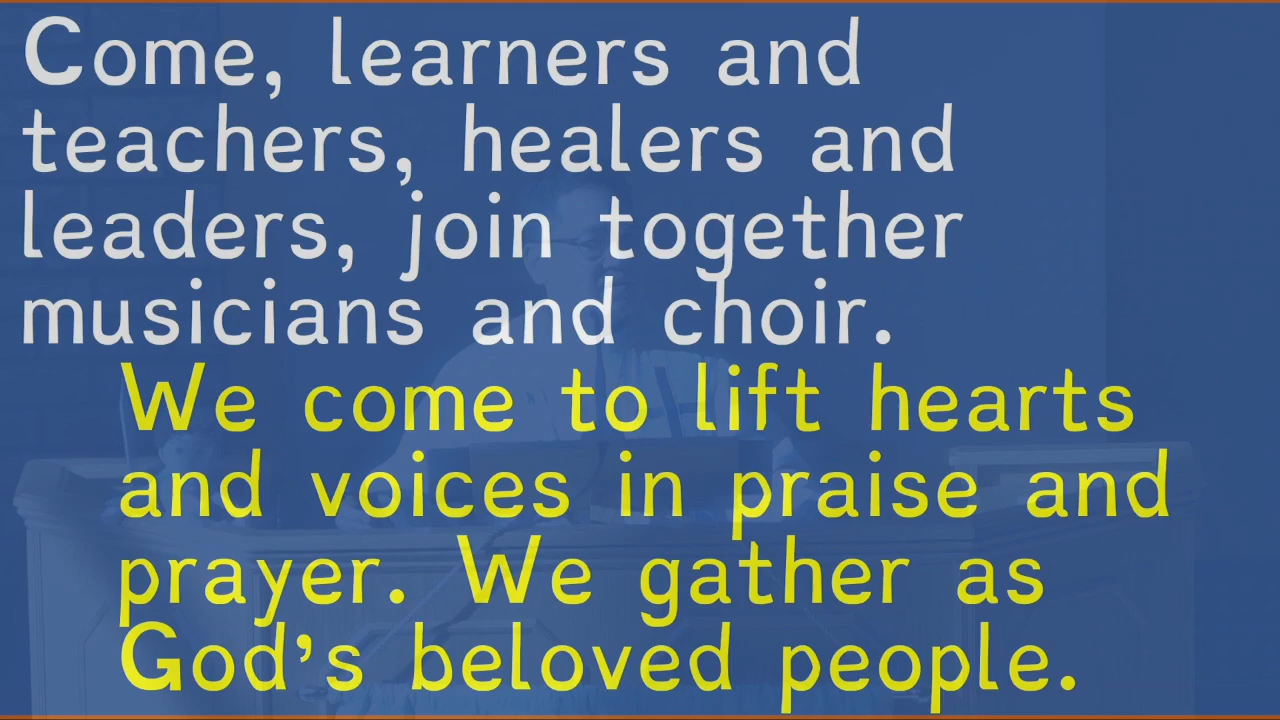 Come, learners and
teachers, healers and
leaders, join together
musicians and choir.
We come to lift hearts
and voices in praise and
prayer. We gather as
God’s beloved people.